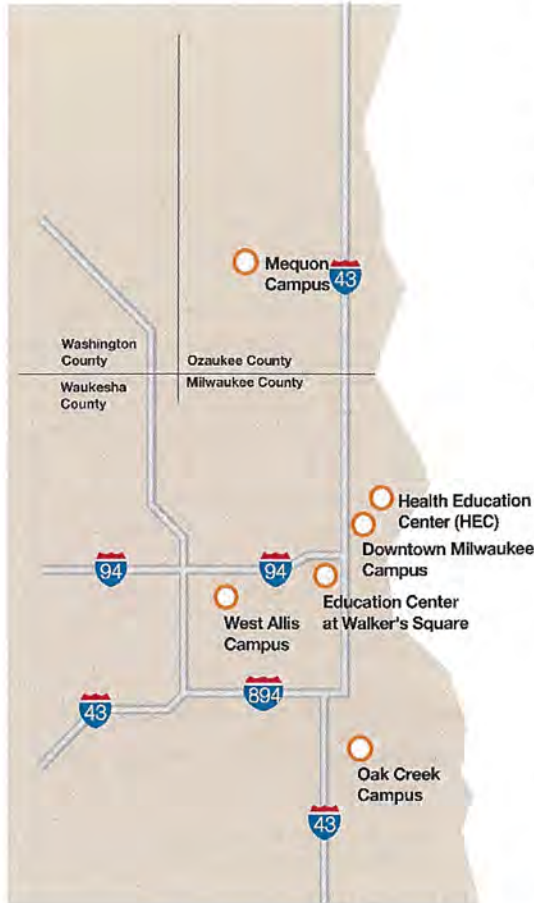 Mequon
Campus
43
Washington
County
Ozaukee County
Waukesha
County
Milwaukee County
Health Education
Center (HEC)
Downtown Milwaukee
Campus
94
94
Education Center
at Walker's Square
West Allis
Campus
894
43
Oak Creek
Campus
43